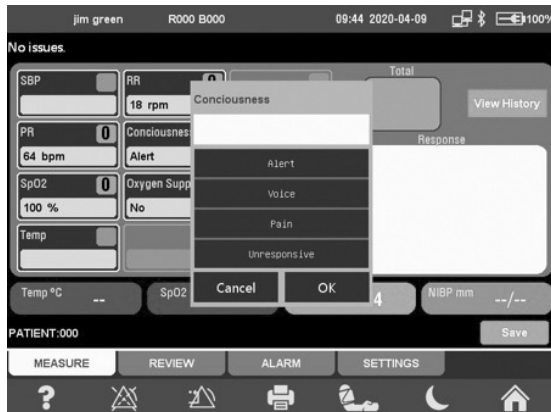 jim green R000 B000 09:44 2020-04-09 100%
No issues.
SBP RR 0 Total
18 rpm Conciousness View History
PR 0 Response
64 bpm Alert Alert
SpO2 0 Oxygen Supp Voice
100 % No Pain
Temp Unresponsive
Temp °C -- SpO2 Cancel OK 4 NIBP mm --/--
PATIENT:000 Save
MEASURE REVIEW ALARM SETTINGS
?